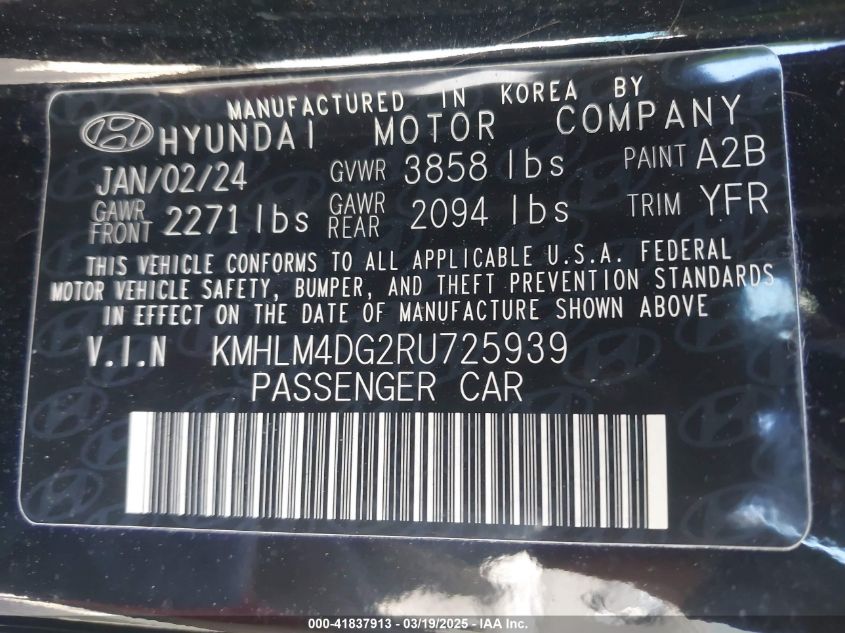 MANUFACTURED IN KOREA BY
HYUNDAI MOTOR COMPANY
JAN/02/24 GVWR 3858 lbs PAINT A2B
GAWR FRONT 2271 lbs GAWR REAR 2094 lbs TRIM YFR
THIS VEHICLE CONFORMS TO ALL APPLICABLE U.S.A. FEDERAL
MOTOR VEHICLE SAFETY, BUMPER, AND THEFT PREVENTION STANDARDS
IN EFFECT ON THE DATE OF MANUFACTURE SHOWN ABOVE
V.I.N KMHLM4DG2RU725939
PASSENGER CAR
000-41837913 - 03/19/2025 - IAA, Inc.